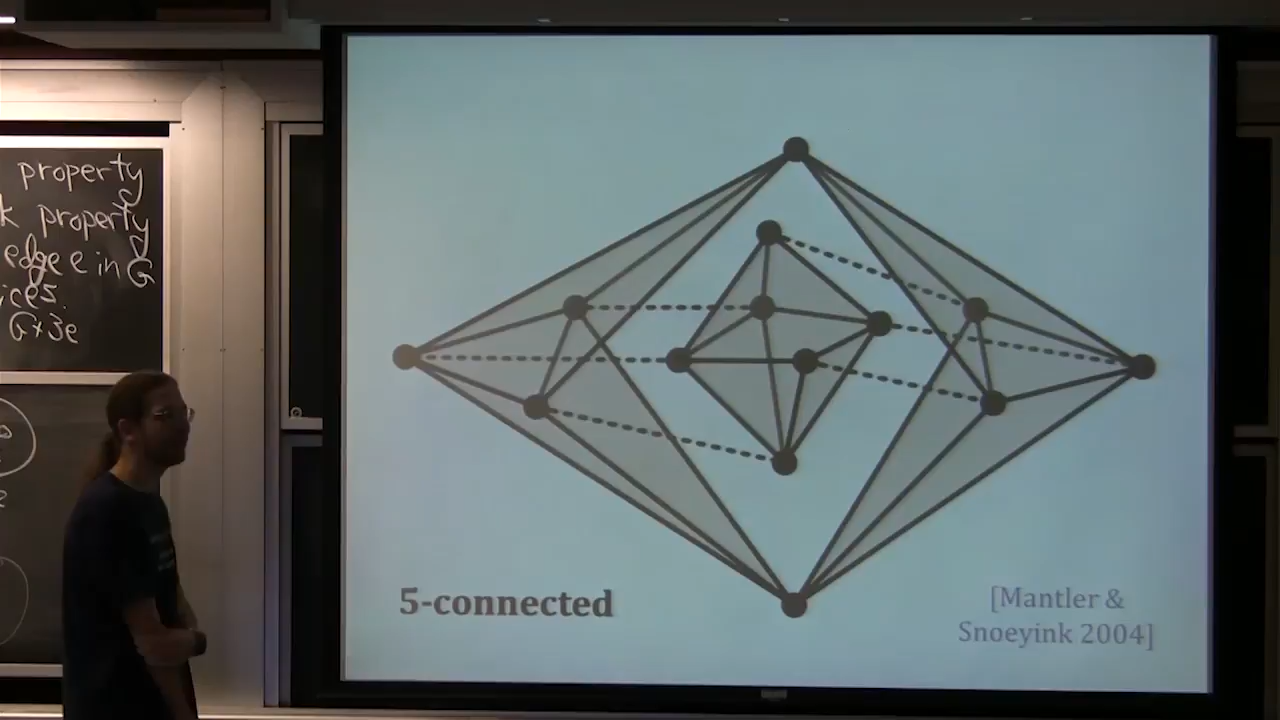 property
k property
edge e in G
ices.
G+3e
5-connected
[Mantler &
Snoeyink 2004]